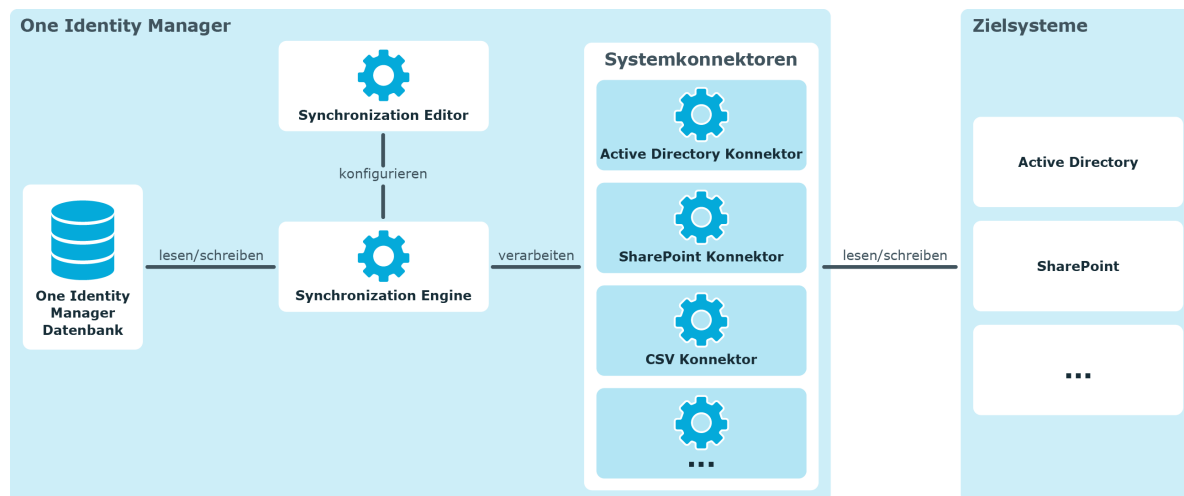 One Identity Manager
Synchronization Editor
konfigurieren
One Identity
Manager
Datenbank
lesen/schreiben
Synchronization Engine
verarbeiten
Systemkonnektoren
Active Directory Konnektor
SharePoint Konnektor
CSV Konnektor
...
lesen/schreiben
Zielsysteme
Active Directory
SharePoint
...